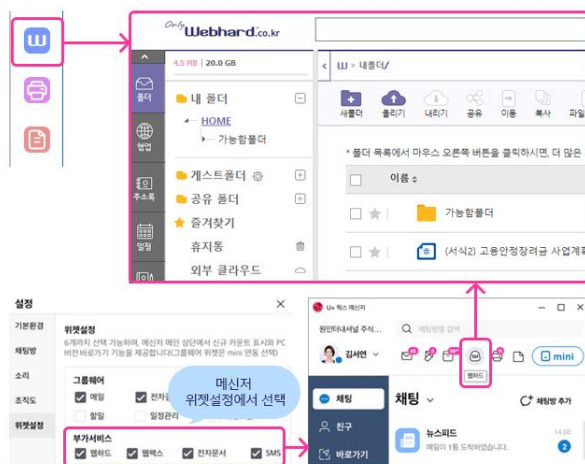 Only Webhard.co.kr
4.5 MB | 20.0 GB
폴더
협업
주소록
일정
내 폴더
HOME
가능함폴더
게스트폴더
공유 폴더
즐겨찾기
휴지통
외부 클라우드
W > 내폴더/
새폴더 올리기 내리기 공유 이동 복사
* 폴더 목록에서 마우스 오른쪽 버튼을 클릭하시면, 더 많은
이름
가능함폴더
(서식2) 고용안정장려금 사업계획
설정
기본환경
채팅방
소리
조직도
위젯설정
위젯설정
6개까지 선택 가능하며, 메신저 메인 상단에서 신규 카운트 표시와 PC
버전 바로가기 기능을 제공합니다(그룹웨어 위젯은 mini 연동 선택)
그룹웨어
메일
할일 일정관리
메신저
위젯설정에서 선택
부가서비스
웹하드 웹팩스 전자문서 SMS
U+ 웍스 메신저
원인터내셔널 주식...
채팅방명 검색
김서연
웹하드
mini
채팅
친구
바로가기
채팅
채팅방 추가
뉴스피드 14:00
메일이 1통 도착하였습니다. 2